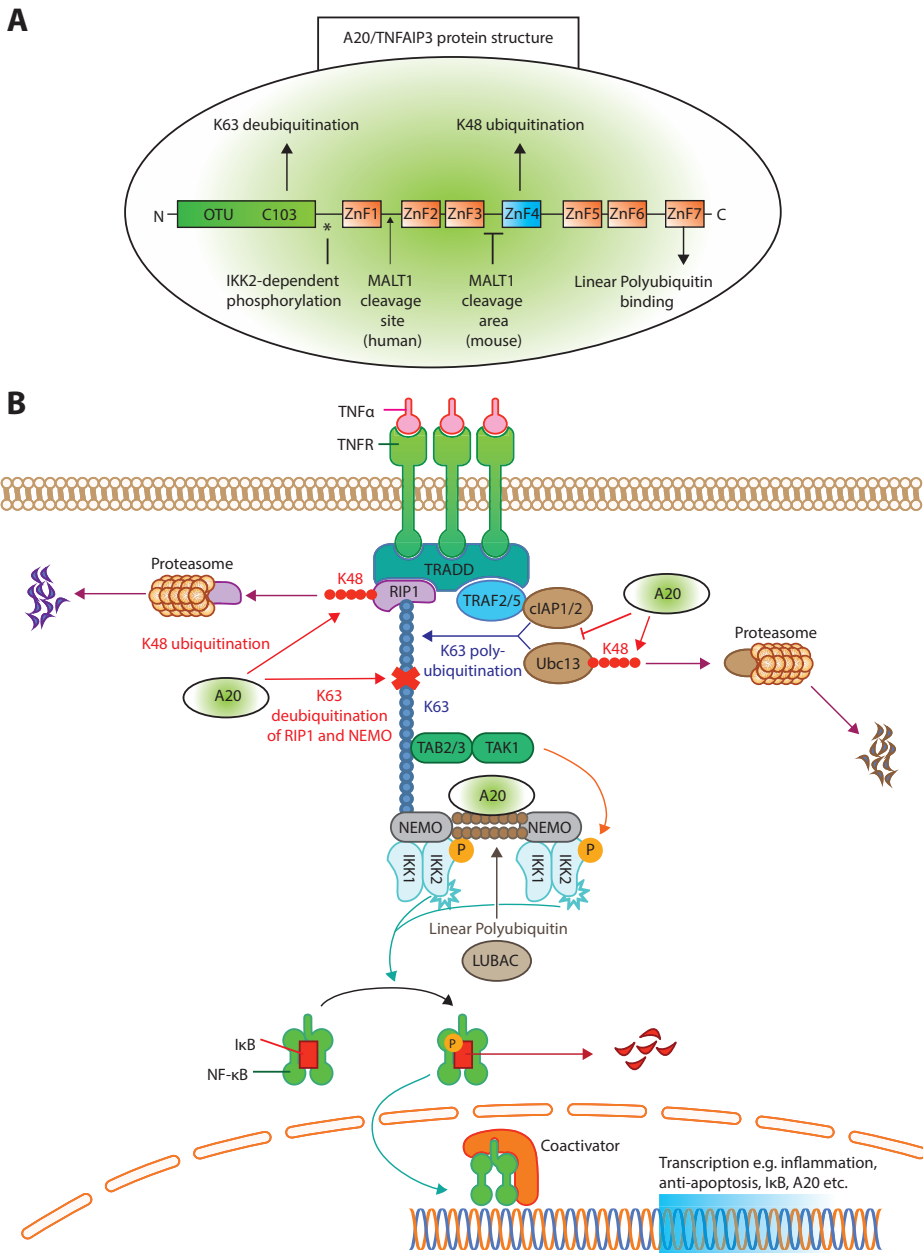 A
A20/TNFAIP3 protein structure
K63 deubiquitination
K48 ubiquitination
N
OTU
C103
ZnF1
ZnF2
ZnF3
ZnF4
ZnF5
ZnF6
ZnF7
C
*
IKK2-dependent
phosphorylation
MALT1
cleavage
site
(human)
MALT1
cleavage
area
(mouse)
Linear Polyubiquitin
binding
B
TNFα
TNFR
Proteasome
K48
TRADD
RIP1
TRAF2/5
cIAP1/2
A20
K48 ubiquitination
K63 poly-
ubiquitination
Ubc13
K48
Proteasome
A20
K63
deubiquitination
of RIP1 and NEMO
K63
TAB2/3
TAK1
A20
NEMO
NEMO
IKK1
IKK2
P
IKK1
IKK2
P
Linear Polyubiquitin
LUBAC
IκB
NF-κB
P
Coactivator
Transcription e.g. inflammation,
anti-apoptosis, IκB, A20 etc.